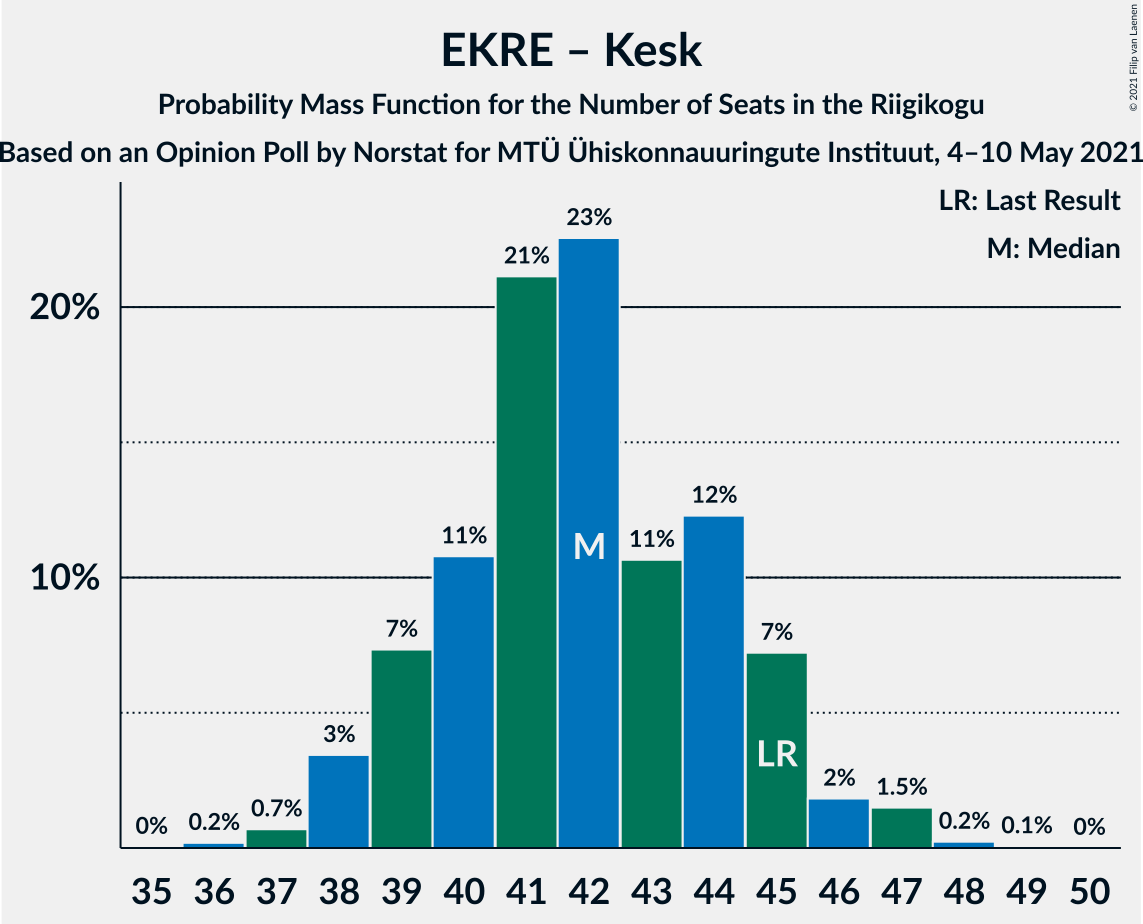 EKRE – Kesk
Probability Mass Function for the Number of Seats in the Riigikogu
Based on an Opinion Poll by Norstat for MTÜ Ühiskonnauuringute Instituut, 4–10 May 2021
© 2021 Filip van Laenen
LR: Last Result
M: Median
20%
10%
0%
0.2%
0.7%
3%
7%
11%
21%
23%
11%
12%
7%
2%
1.5%
0.2%
0.1%
0%
M
LR
35 36 37 38 39 40 41 42 43 44 45 46 47 48 49 50